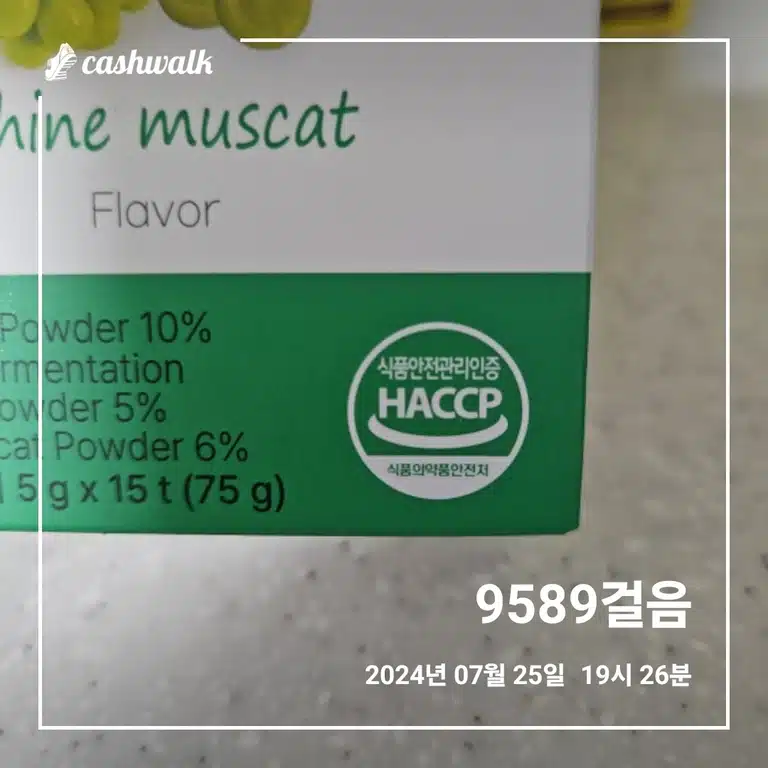 cashwalk
hine muscat
Flavor
Powder 10%
rmentation
owder 5%
cat Powder 6%
5 g x 15 t (75 g)
식품안전관리인증
HACCP
식품의약품안전처
9589걸음
2024년 07월 25일 19시 26분